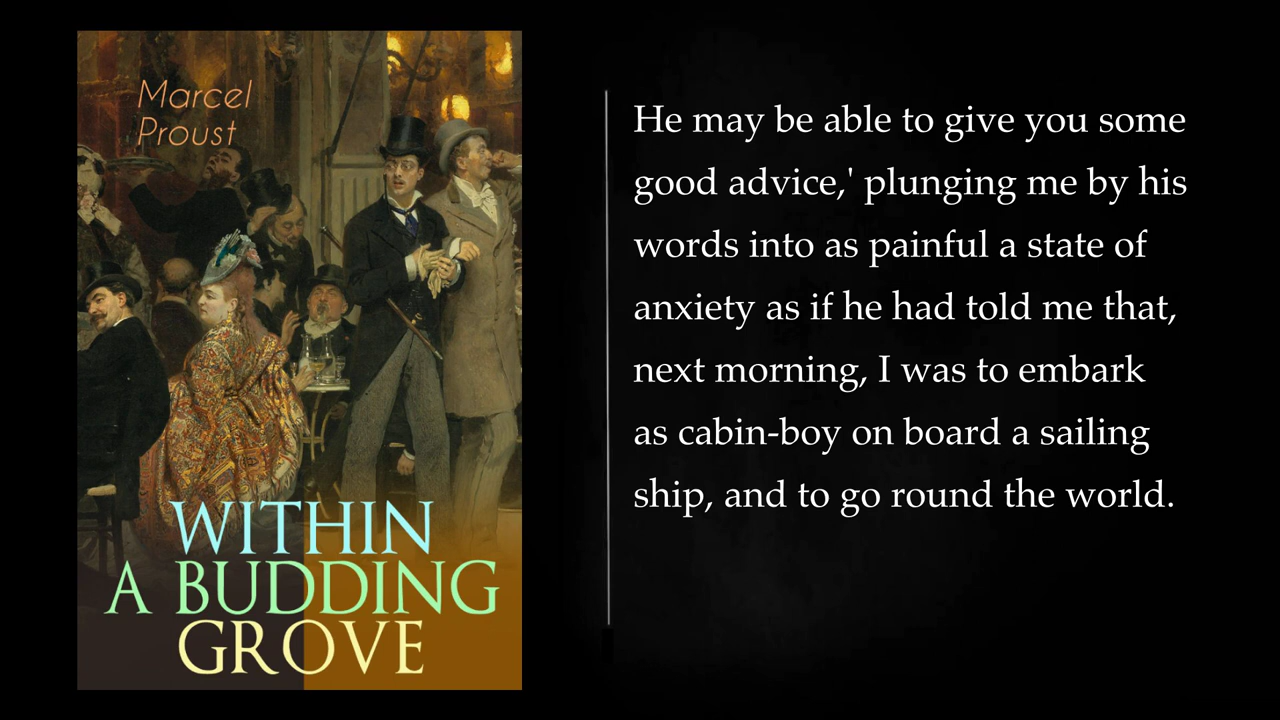 Marcel
Proust
WITHIN
A BUDDING
GROVE
He may be able to give you some
good advice,' plunging me by his
words into as painful a state of
anxiety as if he had told me that,
next morning, I was to embark
as cabin-boy on board a sailing
ship, and to go round the world.